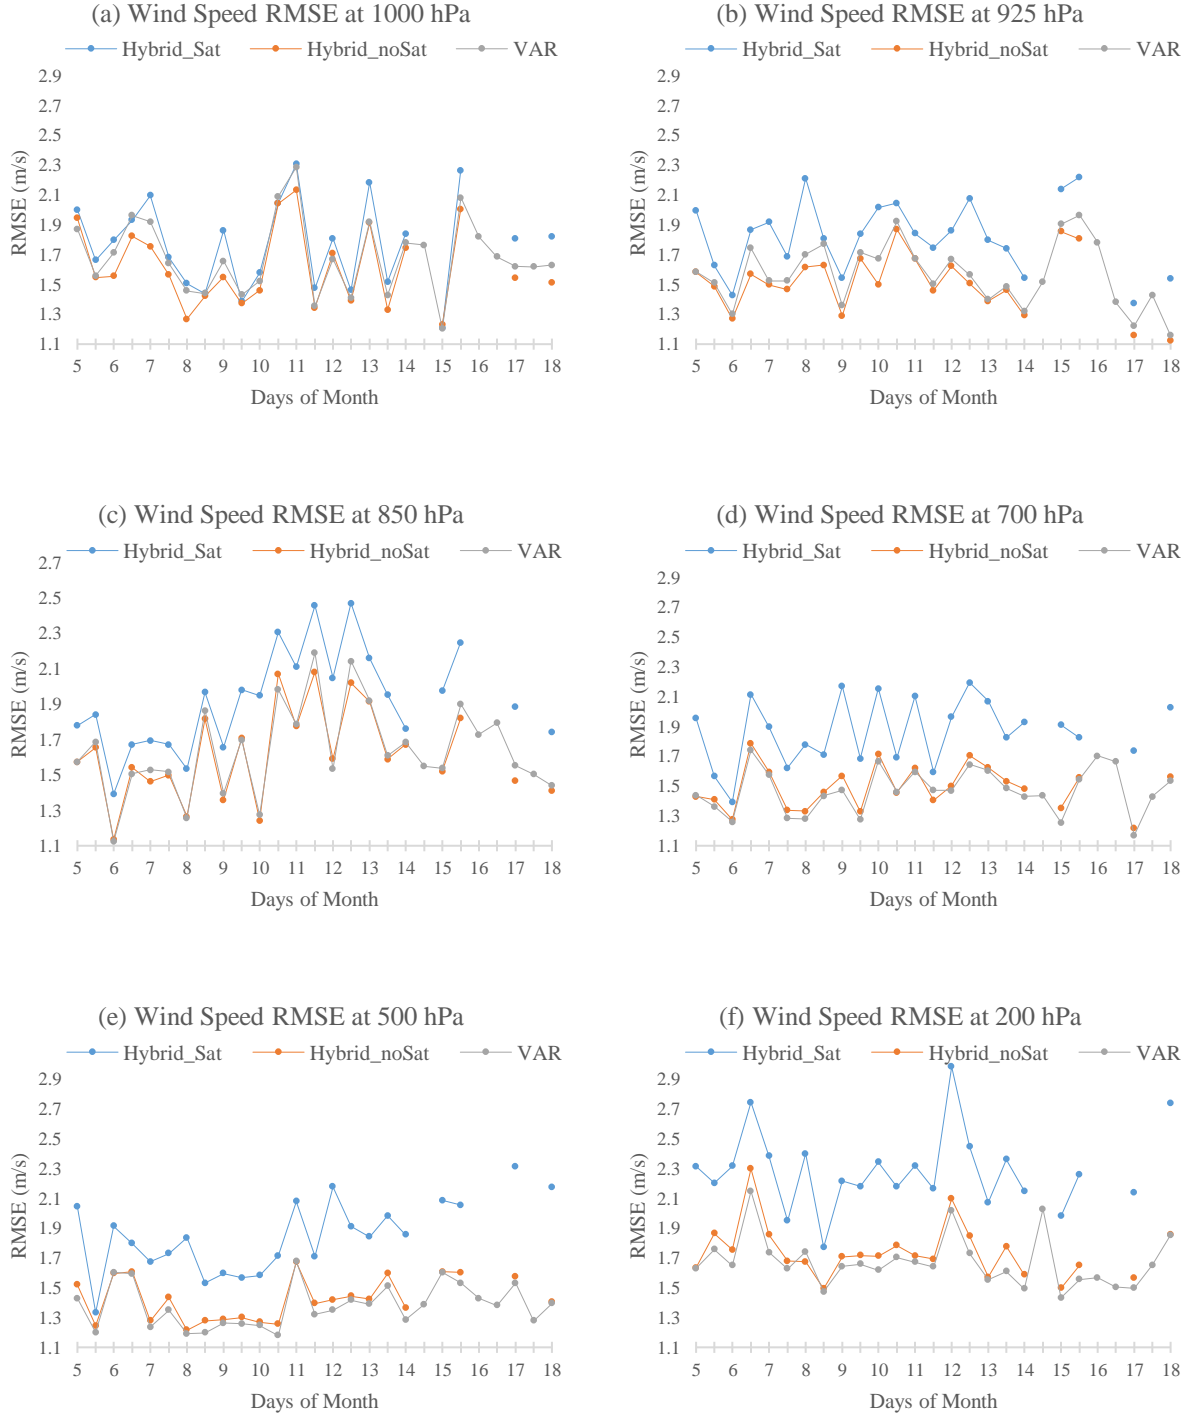 (a) Wind Speed RMSE at 1000 hPa
Hybrid_Sat Hybrid_noSat VAR
2.9
2.7
2.5
2.3
2.1
1.9
1.7
1.5
1.3
1.1
RMSE (m/s)
5 6 7 8 9 10 11 12 13 14 15 16 17 18
Days of Month
(b) Wind Speed RMSE at 925 hPa
Hybrid_Sat Hybrid_noSat VAR
2.9
2.7
2.5
2.3
2.1
1.9
1.7
1.5
1.3
1.1
RMSE (m/s)
5 6 7 8 9 10 11 12 13 14 15 16 17 18
Days of Month
(c) Wind Speed RMSE at 850 hPa
Hybrid_Sat Hybrid_noSat VAR
2.7
2.5
2.3
2.1
1.9
1.7
1.5
1.3
1.1
RMSE (m/s)
5 6 7 8 9 10 11 12 13 14 15 16 17 18
Days of Month
(d) Wind Speed RMSE at 700 hPa
Hybrid_Sat Hybrid_noSat VAR
2.9
2.7
2.5
2.3
2.1
1.9
1.7
1.5
1.3
1.1
RMSE (m/s)
5 6 7 8 9 10 11 12 13 14 15 16 17 18
Days of Month
(e) Wind Speed RMSE at 500 hPa
Hybrid_Sat Hybrid_noSat VAR
2.9
2.7
2.5
2.3
2.1
1.9
1.7
1.5
1.3
1.1
RMSE (m/s)
5 6 7 8 9 10 11 12 13 14 15 16 17 18
Days of Month
(f) Wind Speed RMSE at 200 hPa
Hybrid_Sat Hybrid_noSat VAR
2.9
2.7
2.5
2.3
2.1
1.9
1.7
1.5
1.3
1.1
RMSE (m/s)
5 6 7 8 9 10 11 12 13 14 15 16 17 18
Days of Month